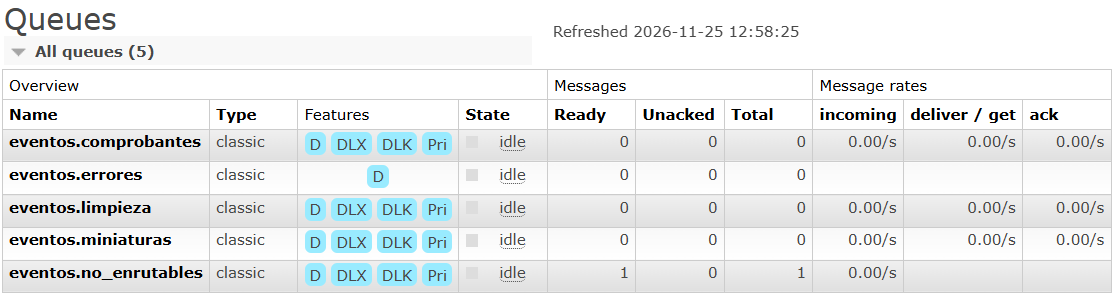 Queues
Refreshed 2026-11-25 12:58:25
All queues (5)
Overview Messages Message rates
Name Type Features State Ready Unacked Total incoming deliver / get ack
eventos.comprobantes classic D DLX DLK Pri idle 0 0 0 0.00/s 0.00/s 0.00/s
eventos.errores classic D idle 0 0 0
eventos.limpieza classic D DLX DLK Pri idle 0 0 0 0.00/s 0.00/s 0.00/s
eventos.miniaturas classic D DLX DLK Pri idle 0 0 0 0.00/s 0.00/s 0.00/s
eventos.no_enrutables classic D DLX DLK Pri idle 1 0 1 0.00/s